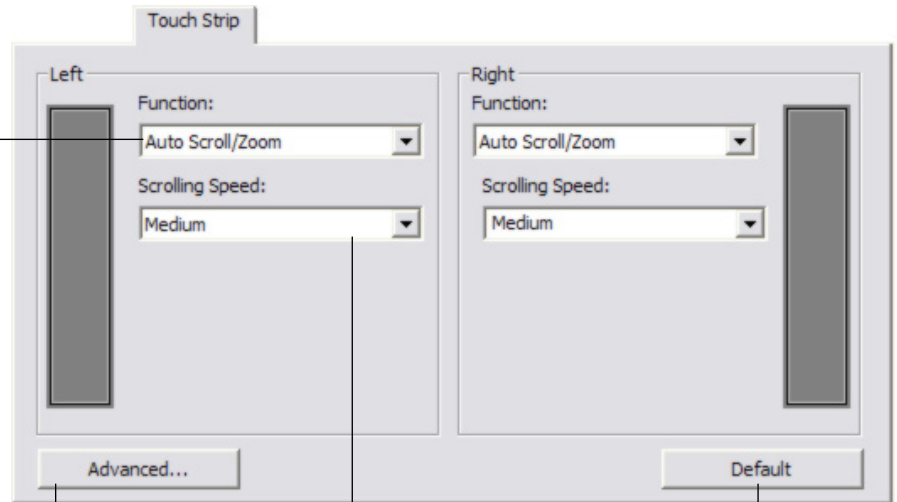 Touch Strip
Left
Function:
Auto Scroll/Zoom
Scrolling Speed:
Medium
Right
Function:
Auto Scroll/Zoom
Scrolling Speed:
Medium
Advanced...
Default